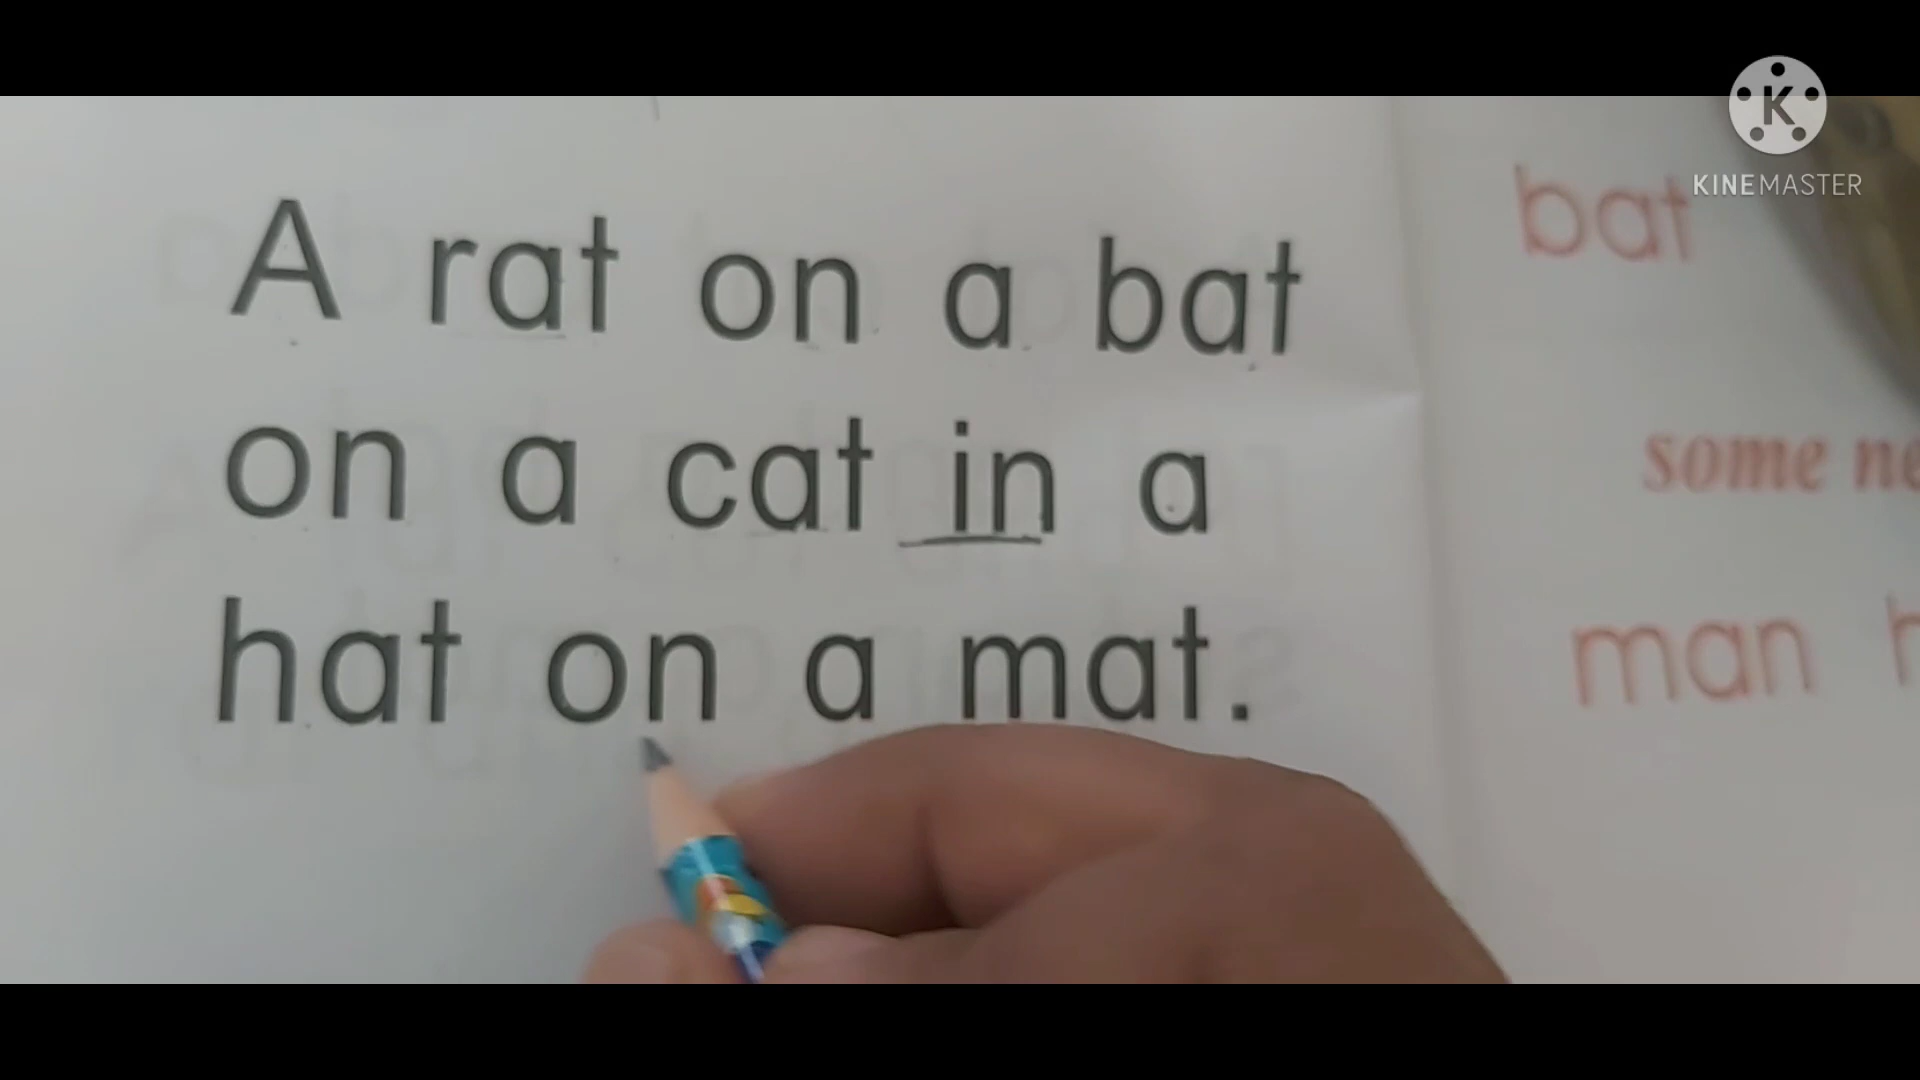 A rat on a bat
on a cat in a
hat on a mat.
bat
some
man
K
KINEMASTER